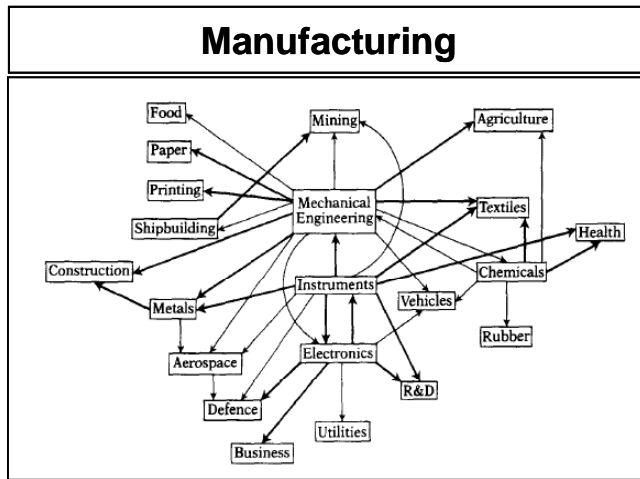 Manufacturing
Food
Mining
Agriculture
Paper
Printing
Mechanical
Engineering
Textiles
Shipbuilding
Health
Construction
Chemicals
Instruments
Vehicles
Metals
Rubber
Electronics
Aerospace
R&D
Defence
Utilities
Business